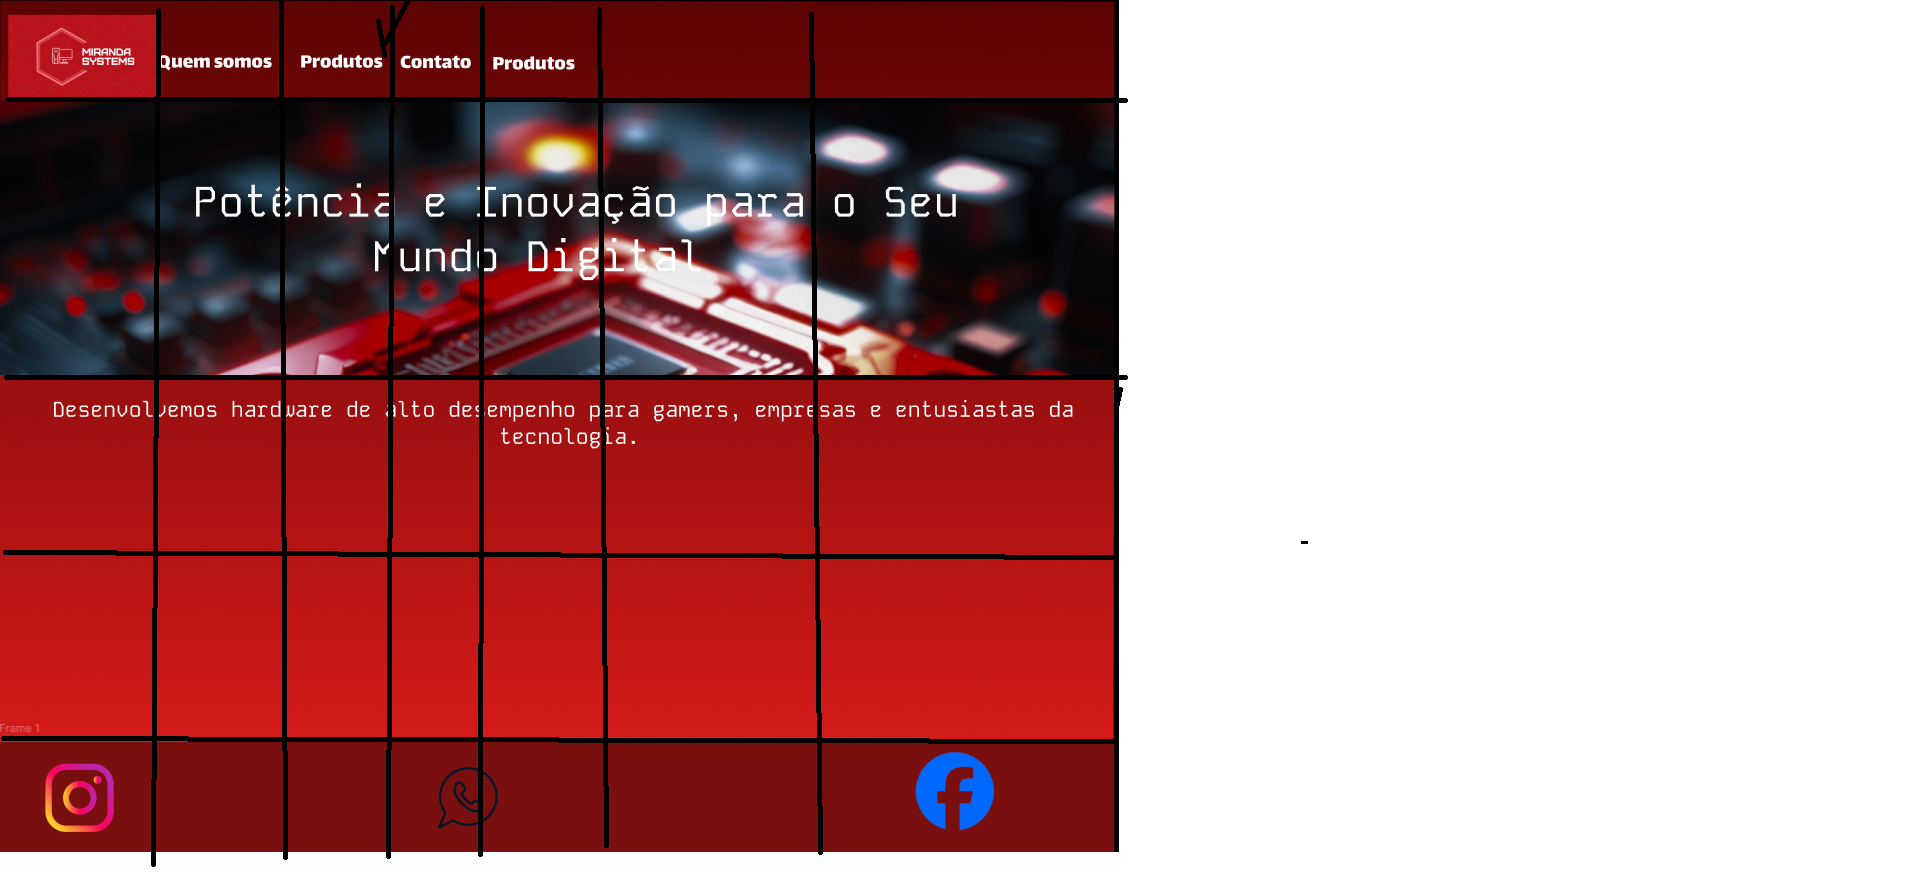 MIRANDA
SYSTEMS
Quem somos Produtos Contato Produtos
Potência e Inovação para o Seu
Mundo Digital
Desenvolvemos hardware de alto desempenho para gamers, empresas e entusiastas da
tecnologia.
Frame 1